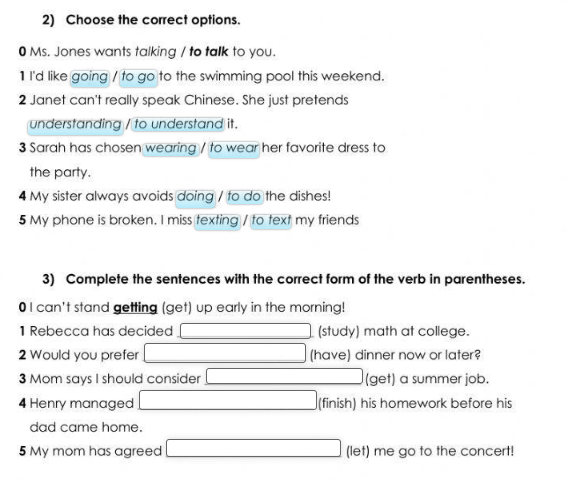 2) Choose the correct options.
0 Ms. Jones wants talking / to talk to you.
1 I'd like going / to go to the swimming pool this weekend.
2 Janet can't really speak Chinese. She just pretends
understanding / to understand it.
3 Sarah has chosen wearing / to wear her favorite dress to
the party.
4 My sister always avoids doing / to do the dishes!
5 My phone is broken. I miss texting / to text my friends
3) Complete the sentences with the correct form of the verb in parentheses.
0 I can't stand getting (get) up early in the morning!
1 Rebecca has decided (study) math at college.
2 Would you prefer (have) dinner now or later?
3 Mom says I should consider (get) a summer job.
4 Henry managed (finish) his homework before his
dad came home.
5 My mom has agreed (let) me go to the concert!